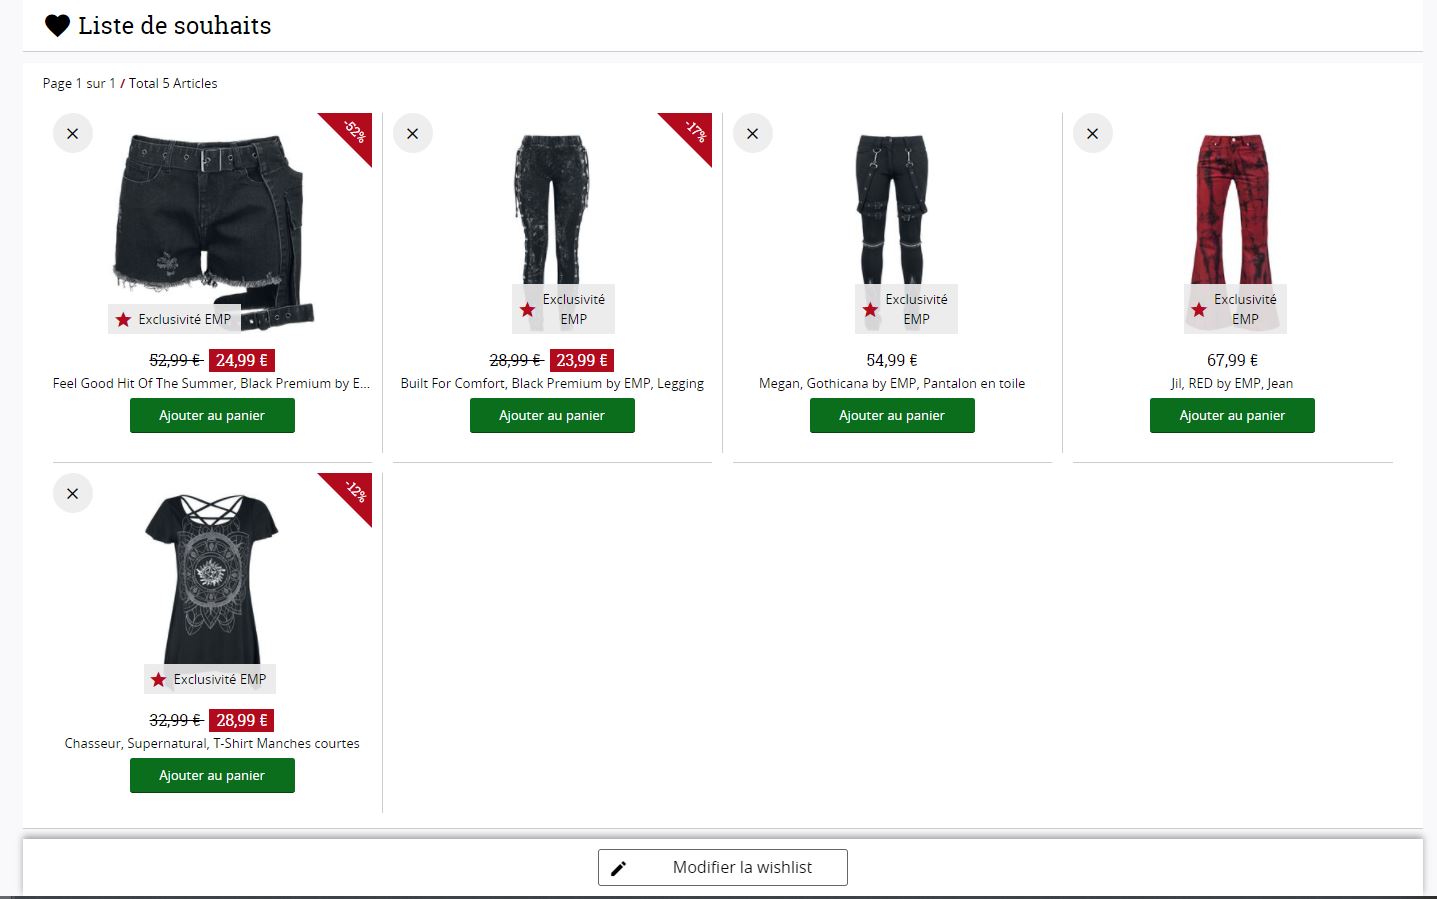 Liste de souhaits
Page 1 sur 1 / Total 5 Articles
-52%
Exclusivité EMP
52,99 € 24,99 €
Feel Good Hit Of The Summer, Black Premium by E...
Ajouter au panier
-17%
Exclusivité
EMP
28,99 € 23,99 €
Built For Comfort, Black Premium by EMP, Legging
Ajouter au panier
Exclusivité
EMP
54,99 €
Megan, Gothicana by EMP, Pantalon en toile
Ajouter au panier
Exclusivité
EMP
67,99 €
Jil, RED by EMP, Jean
Ajouter au panier
-12%
Exclusivité EMP
32,99 € 28,99 €
Chasseur, Supernatural, T-Shirt Manches courtes
Ajouter au panier
Modifier la wishlist